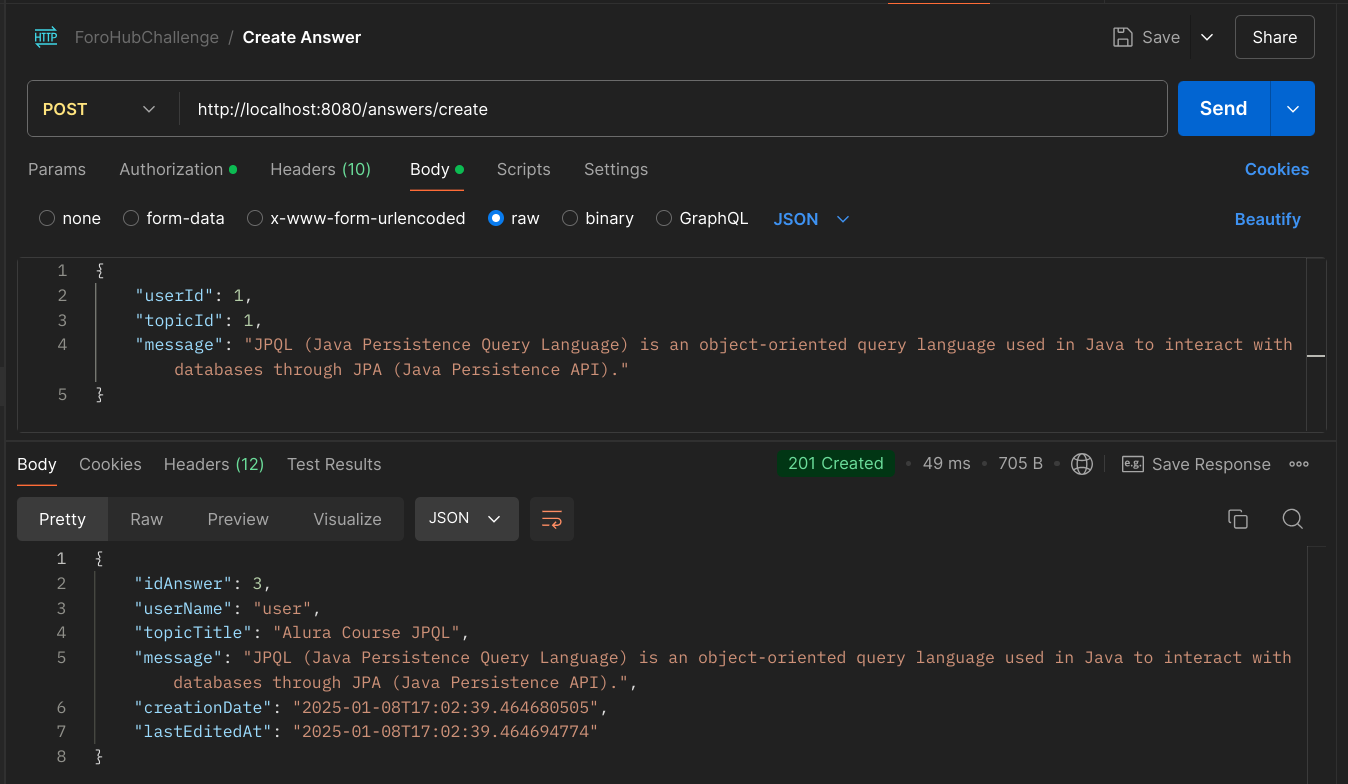 HTTP ForoHubChallenge / Create Answer Save Share
POST http://localhost:8080/answers/create Send
Params Authorization Headers (10) Body Scripts Settings Cookies
none form-data x-www-form-urlencoded raw binary GraphQL JSON Beautify
1 {
2 "userId": 1,
3 "topicId": 1,
4 "message": "JPQL (Java Persistence Query Language) is an object-oriented query language used in Java to interact with
databases through JPA (Java Persistence API)."
5 }
Body Cookies Headers (12) Test Results 201 Created • 49 ms • 705 B • e.g. Save Response
Pretty Raw Preview Visualize JSON
1 {
2 "idAnswer": 3,
3 "userName": "user",
4 "topicTitle": "Alura Course JPQL",
5 "message": "JPQL (Java Persistence Query Language) is an object-oriented query language used in Java to interact with
databases through JPA (Java Persistence API).",
6 "creationDate": "2025-01-08T17:02:39.464680505",
7 "lastEditedAt": "2025-01-08T17:02:39.464694774"
8 }